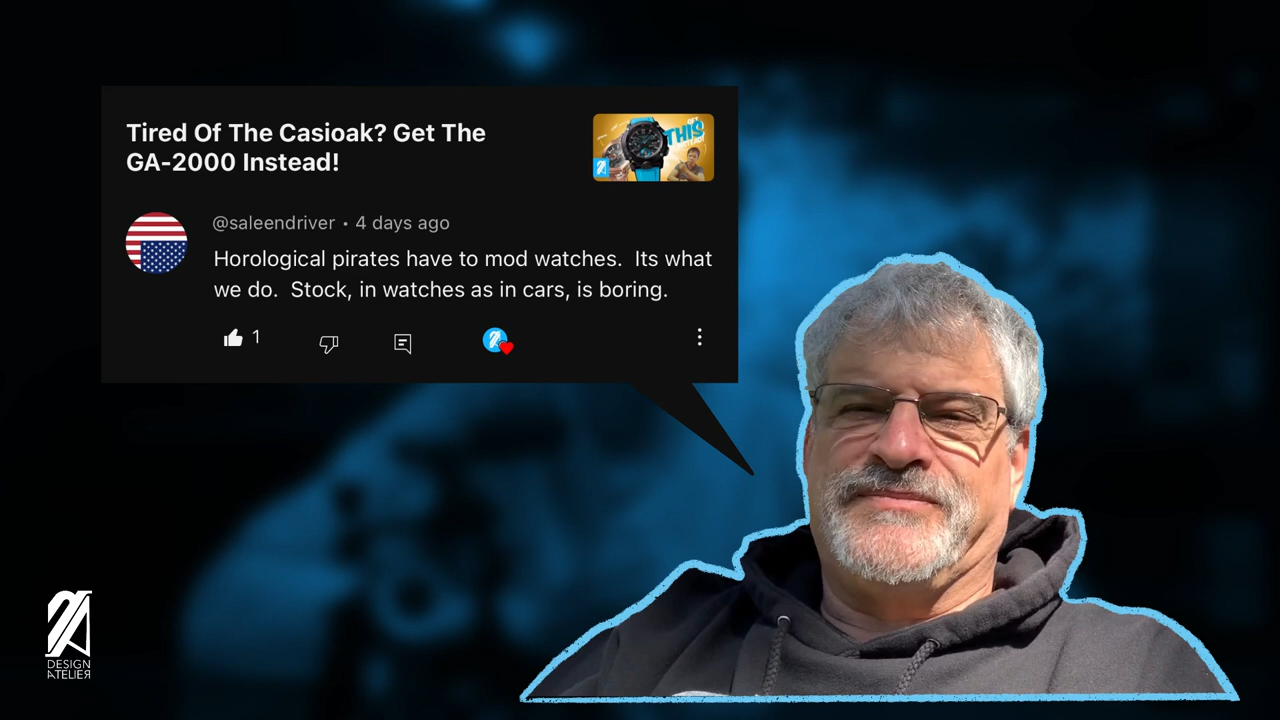 Tired Of The Casioak? Get The
GA-2000 Instead!
THIS
@saleendriver • 4 days ago
Horological pirates have to mod watches.  Its what
we do.  Stock, in watches as in cars, is boring.
1
2A
DESIGN
ATELIER